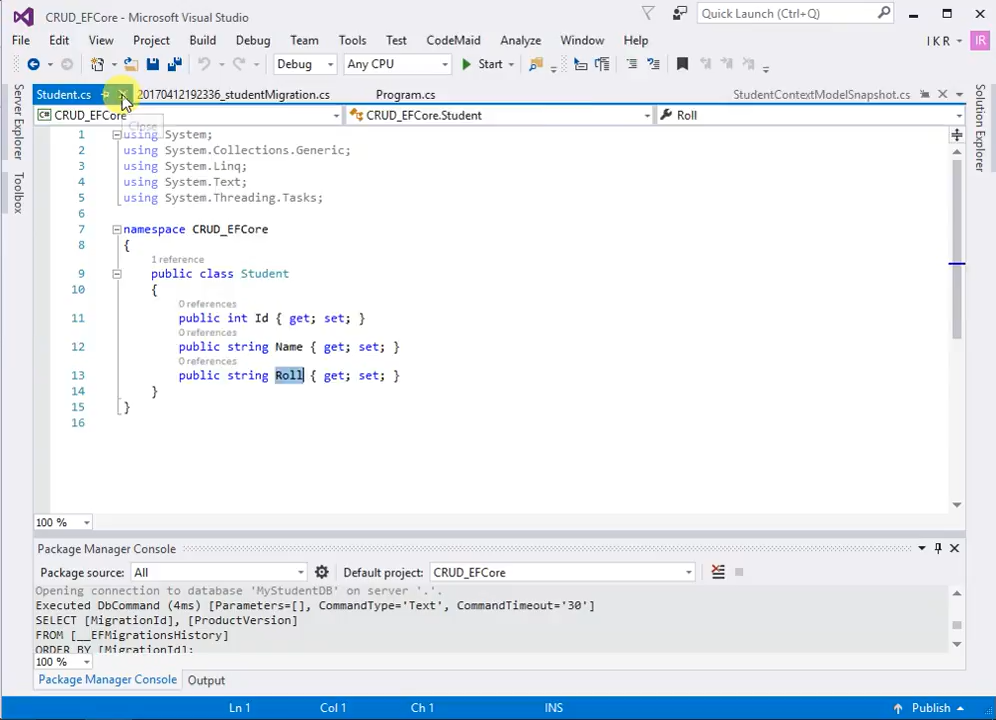 CRUD_EFCore - Microsoft Visual Studio
Quick Launch (Ctrl+Q)
File Edit View Project Build Debug Team Tools Test CodeMaid Analyze Window Help
I K R
IR
Debug Any CPU Start
Student.cs 20170412192336_studentMigration.cs Program.cs StudentContextModelSnapshot.cs
CRUD_EFCore CRUD_EFCore.Student Roll
Close
Server Explorer
Toolbox
Solution Explorer
1 using System;
2 using System.Collections.Generic;
3 using System.Linq;
4 using System.Text;
5 using System.Threading.Tasks;
6
7 namespace CRUD_EFCore
8 {
1 reference
9 public class Student
10 {
0 references
11 public int Id { get; set; }
0 references
12 public string Name { get; set; }
0 references
13 public string Roll { get; set; }
14 }
15 }
16
100 %
Package Manager Console
Package source: All Default project: CRUD_EFCore
Opening connection to database 'MyStudentDB' on server '.'.
Executed DbCommand (4ms) [Parameters=[], CommandType='Text', CommandTimeout='30']
SELECT [MigrationId], [ProductVersion]
FROM [__EFMigrationsHistory]
ORDER BY [MigrationId];
100 %
Package Manager Console Output
Ln 1 Col 1 Ch 1 INS Publish